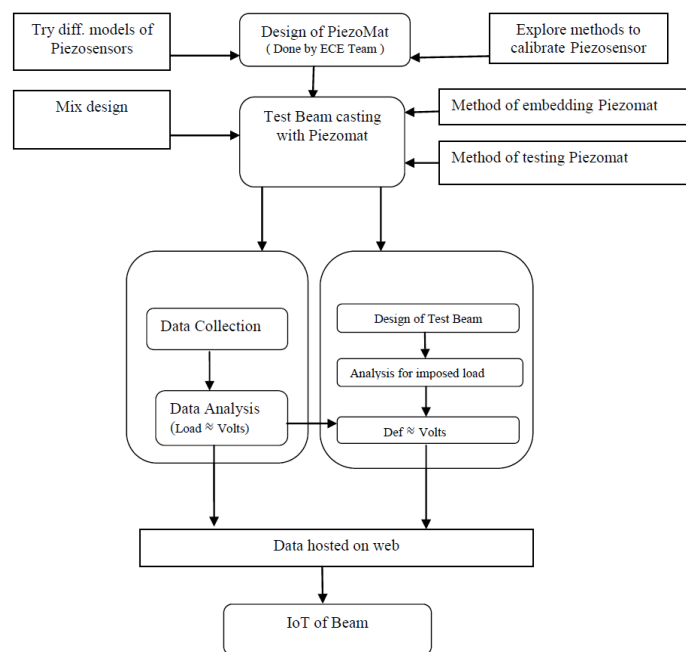 Try diff. models of
Piezosensors
Design of PiezoMat
( Done by ECE Team )
Explore methods to
calibrate Piezosensor
Mix design
Test Beam casting
with Piezomat
Method of embedding Piezomat
Method of testing Piezomat
Data Collection
Data Analysis
(Load ≈ Volts)
Design of Test Beam
Analysis for imposed load
Def ≈ Volts
Data hosted on web
IoT of Beam